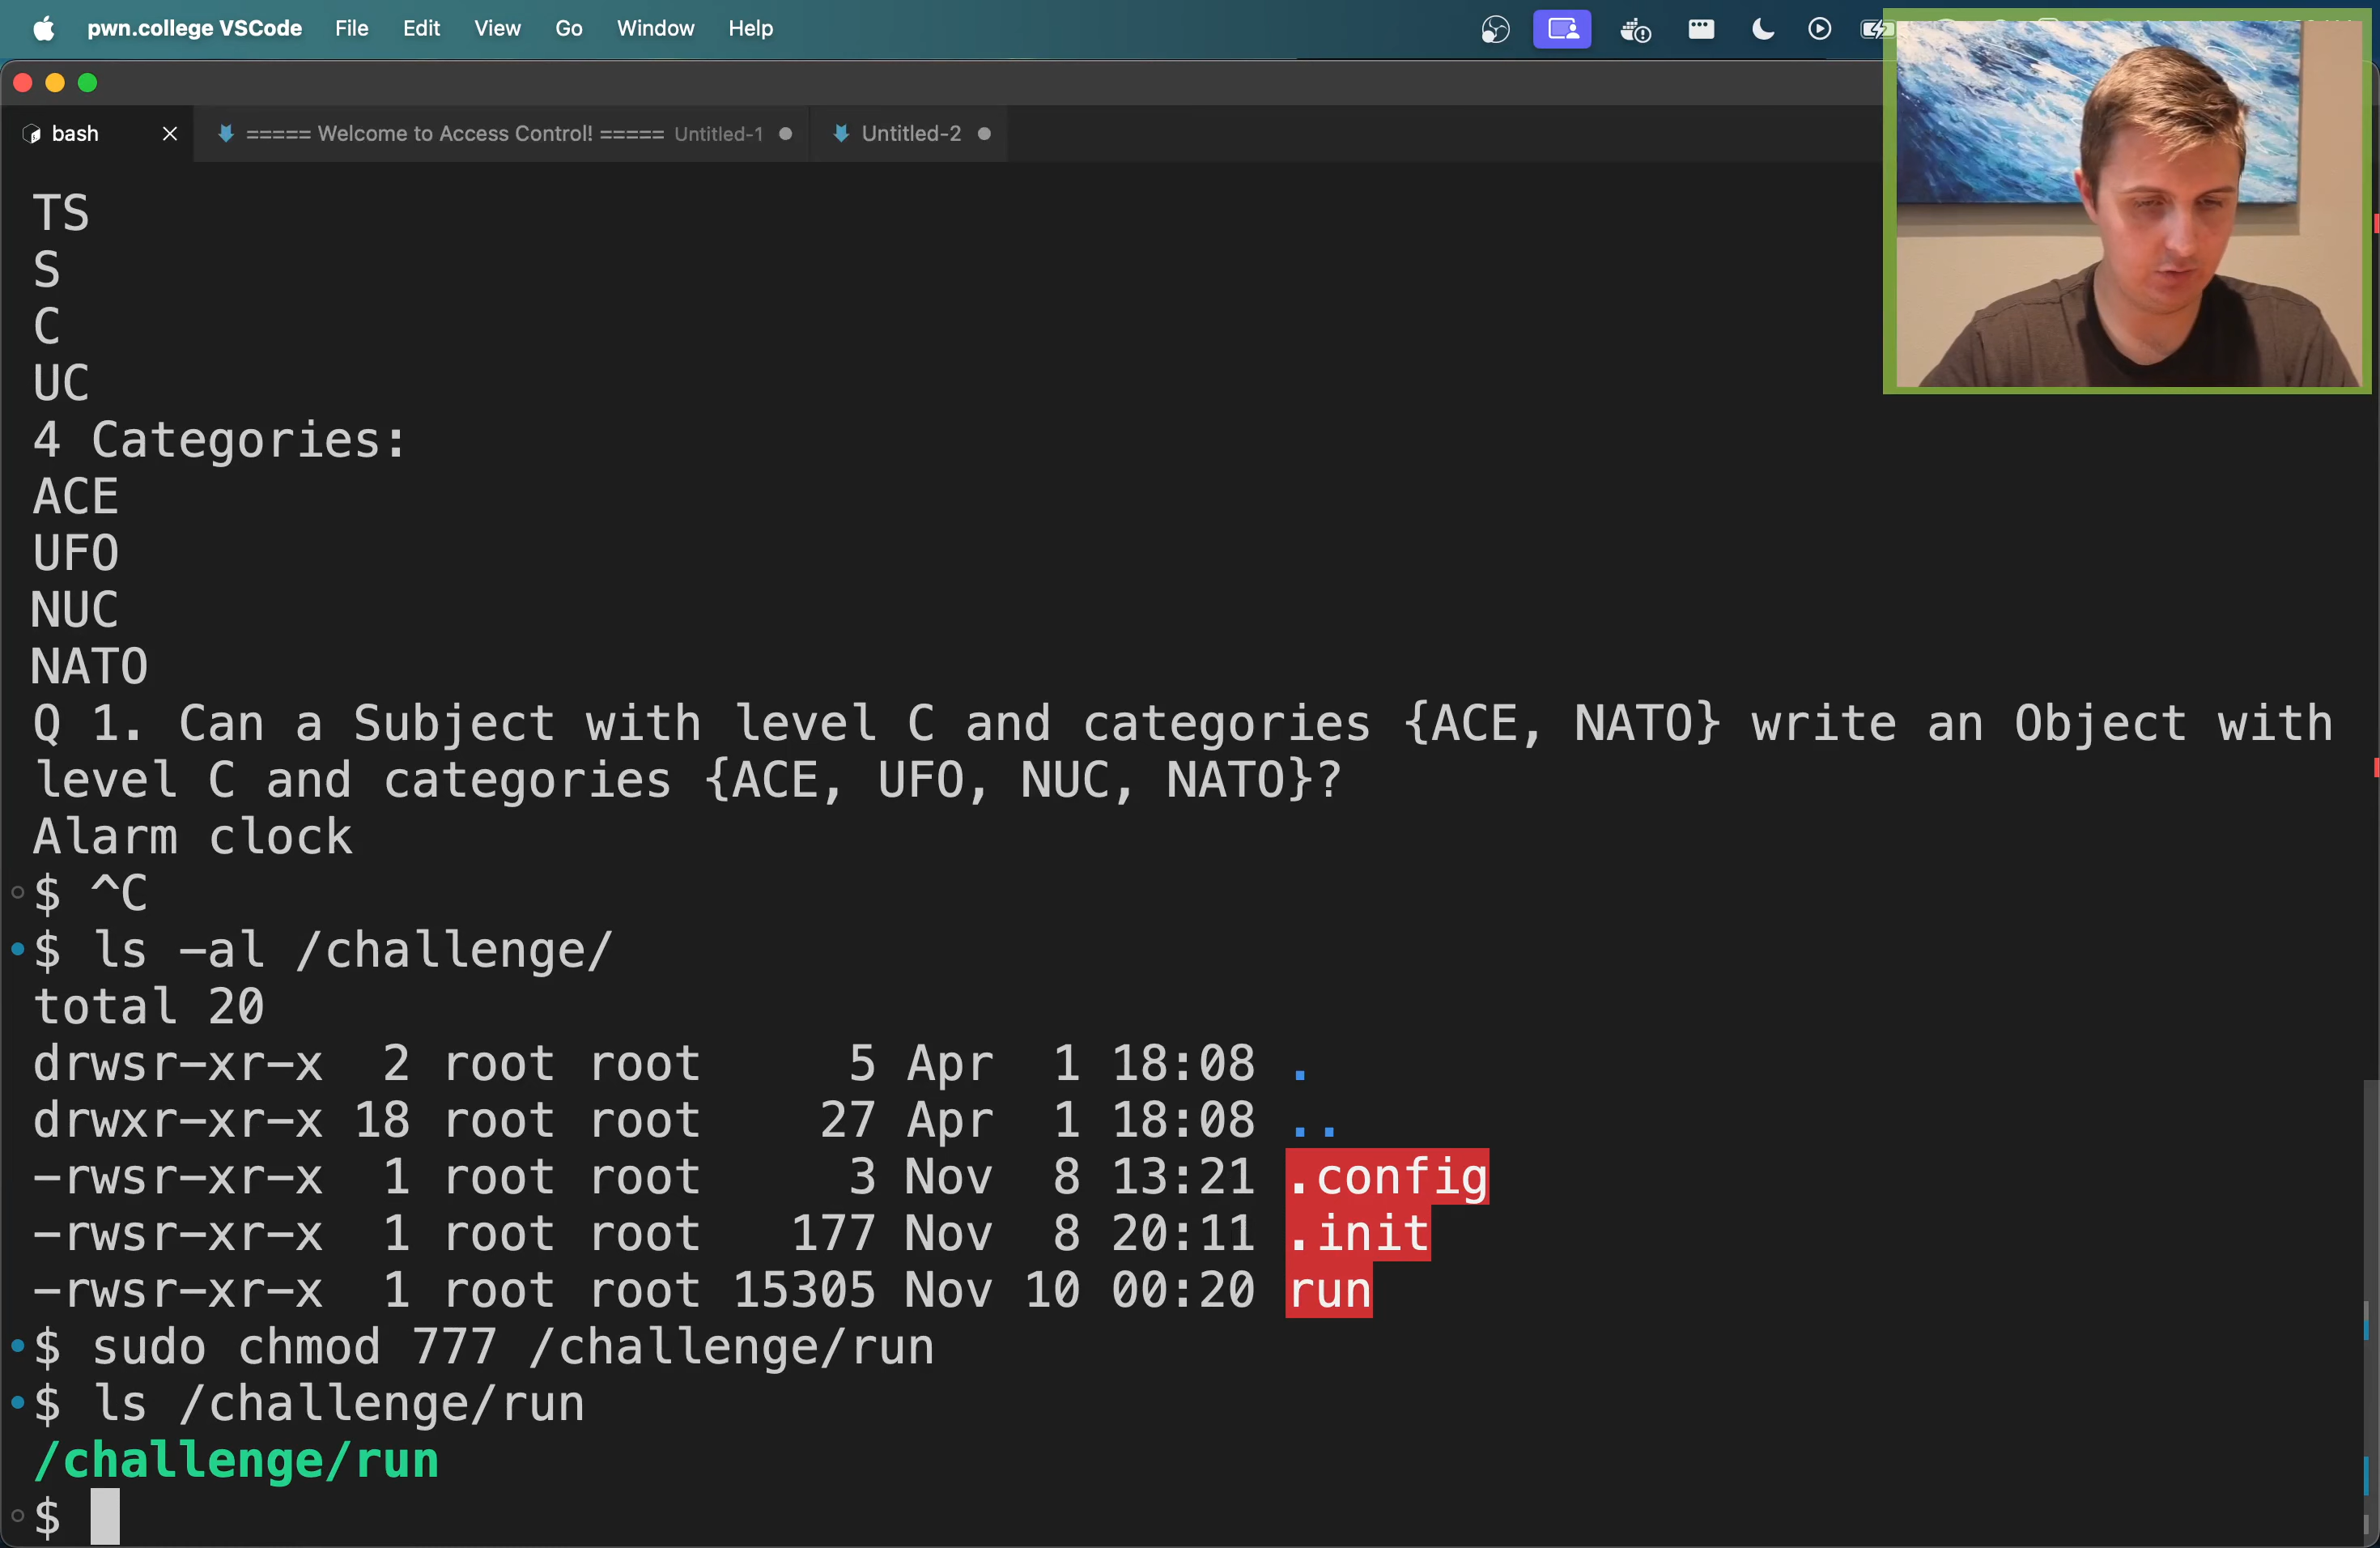 pwn.college VSCode File Edit View Go Window Help
bash ===== Welcome to Access Control! ===== Untitled-1 Untitled-2
TS
S
C
UC
4 Categories:
ACE
UFO
NUC
NATO
Q 1. Can a Subject with level C and categories {ACE, NATO} write an Object with
level C and categories {ACE, UFO, NUC, NATO}?
Alarm clock
$ ^C
$ ls -al /challenge/
total 20
drwsr-xr-x  2 root root     5 Apr  1 18:08 .
drwxr-xr-x 18 root root    27 Apr  1 18:08 ..
-rwsr-xr-x  1 root root     3 Nov  8 13:21 .config
-rwsr-xr-x  1 root root   177 Nov  8 20:11 .init
-rwsr-xr-x  1 root root 15305 Nov 10 00:20 run
$ sudo chmod 777 /challenge/run
$ ls /challenge/run
/challenge/run
$